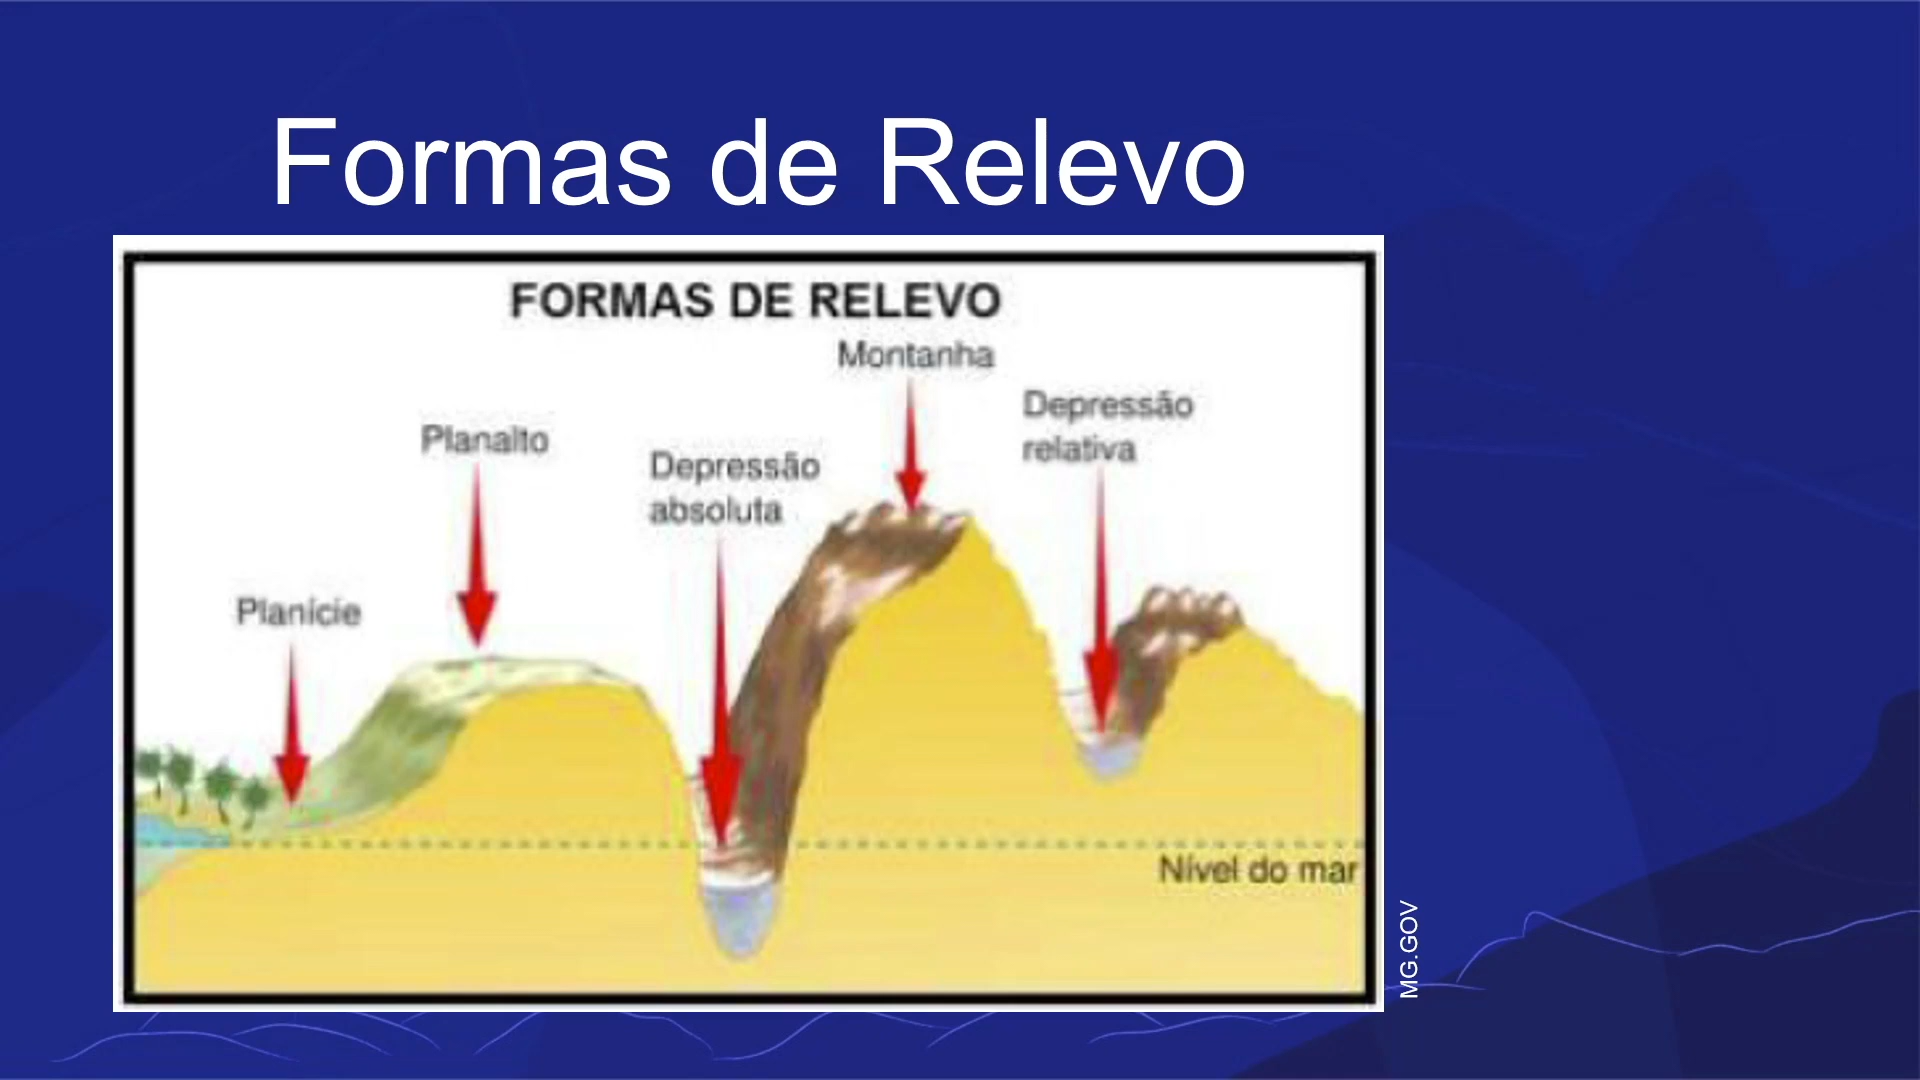 Formas de Relevo
FORMAS DE RELEVO
Montanha
Depressão
relativa
Planalto
Depressão
absoluta
Planície
Nível do mar
MG.GOV